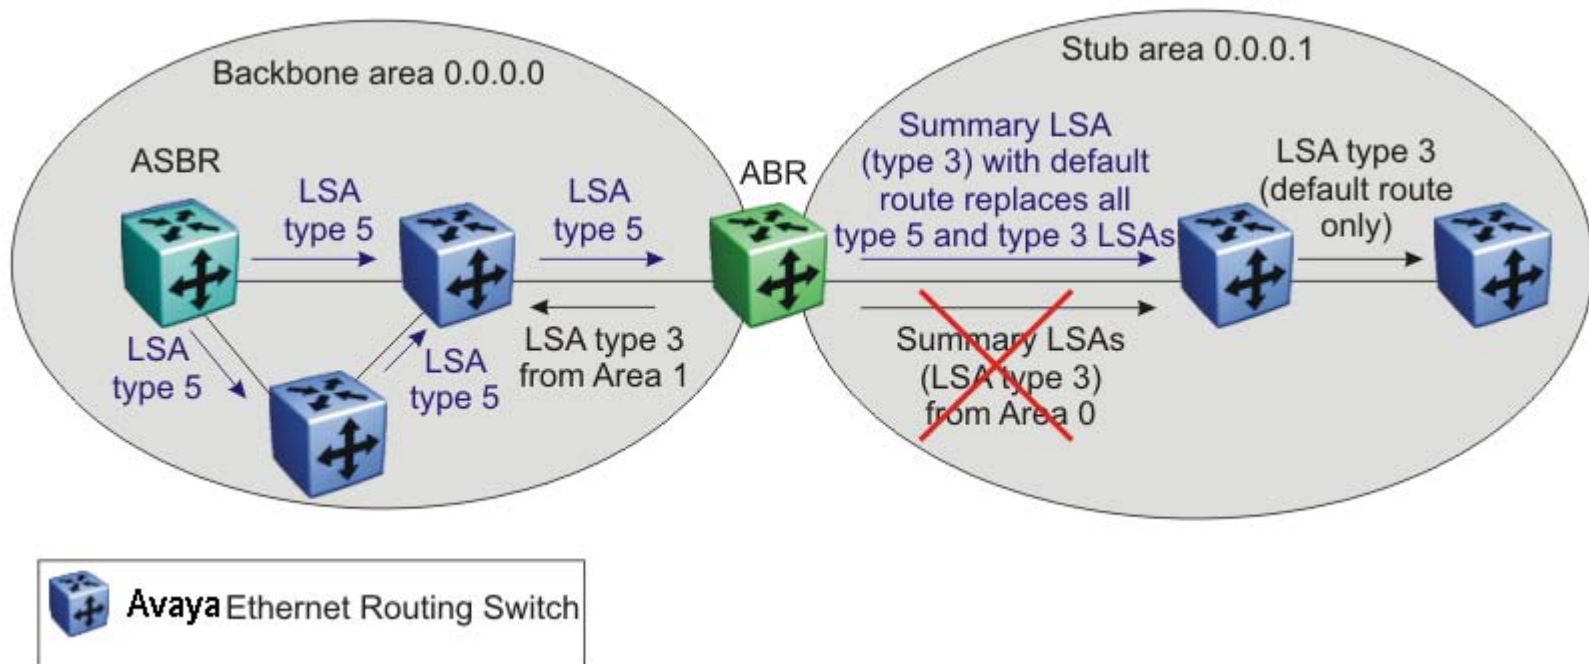 Backbone area 0.0.0.0
Stub area 0.0.0.1
ASBR
LSA
type 5
LSA
type 5
ABR
Summary LSA
(type 3) with default
route replaces all
type 5 and type 3 LSAs
LSA type 3
(default route
only)
LSA
type 5
LSA
type 5
LSA type 3
from Area 1
Summary LSAs
(LSA type 3)
from Area 0
Avaya Ethernet Routing Switch